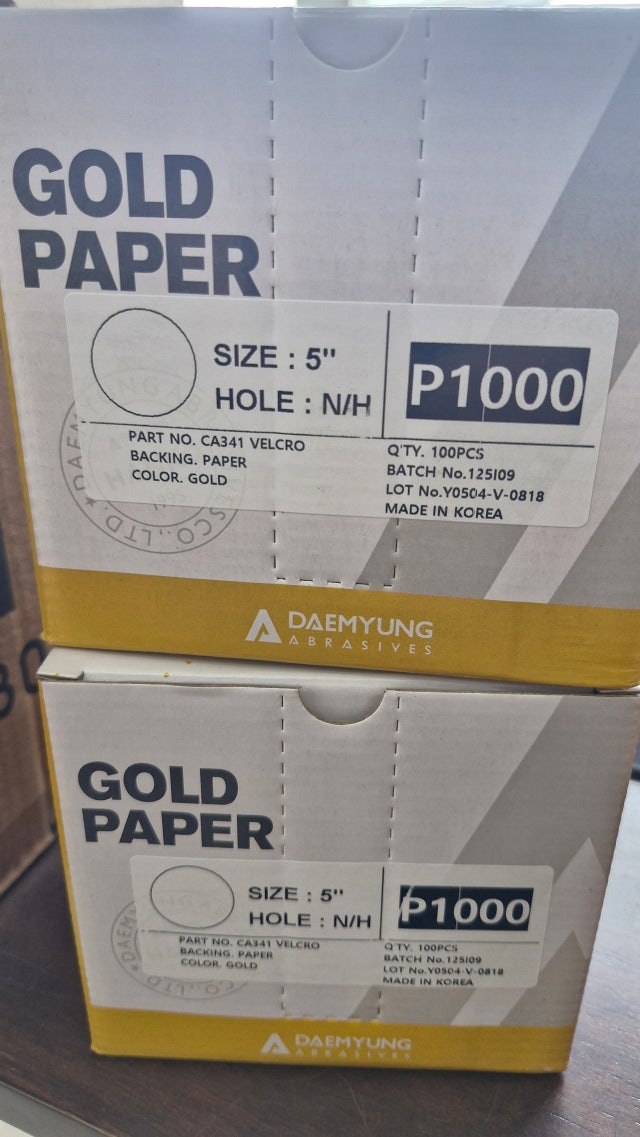 GOLD
PAPER
SIZE : 5"
HOLE : N/H
P1000
PART NO. CA341 VELCRO
BACKING. PAPER
COLOR. GOLD
Q'TY. 100PCS
BATCH No.125I09
LOT No.Y0504-V-0818
MADE IN KOREA
DAEMYUNG
ABRASIVES
GOLD
PAPER
SIZE : 5"
HOLE : N/H
P1000
PART NO. CA341 VELCRO
BACKING. PAPER
COLOR. GOLD
Q'TY. 100PCS
BATCH No.125I09
LOT No.Y0504-V-0818
MADE IN KOREA
DAEMYUNG
ABRASIVES